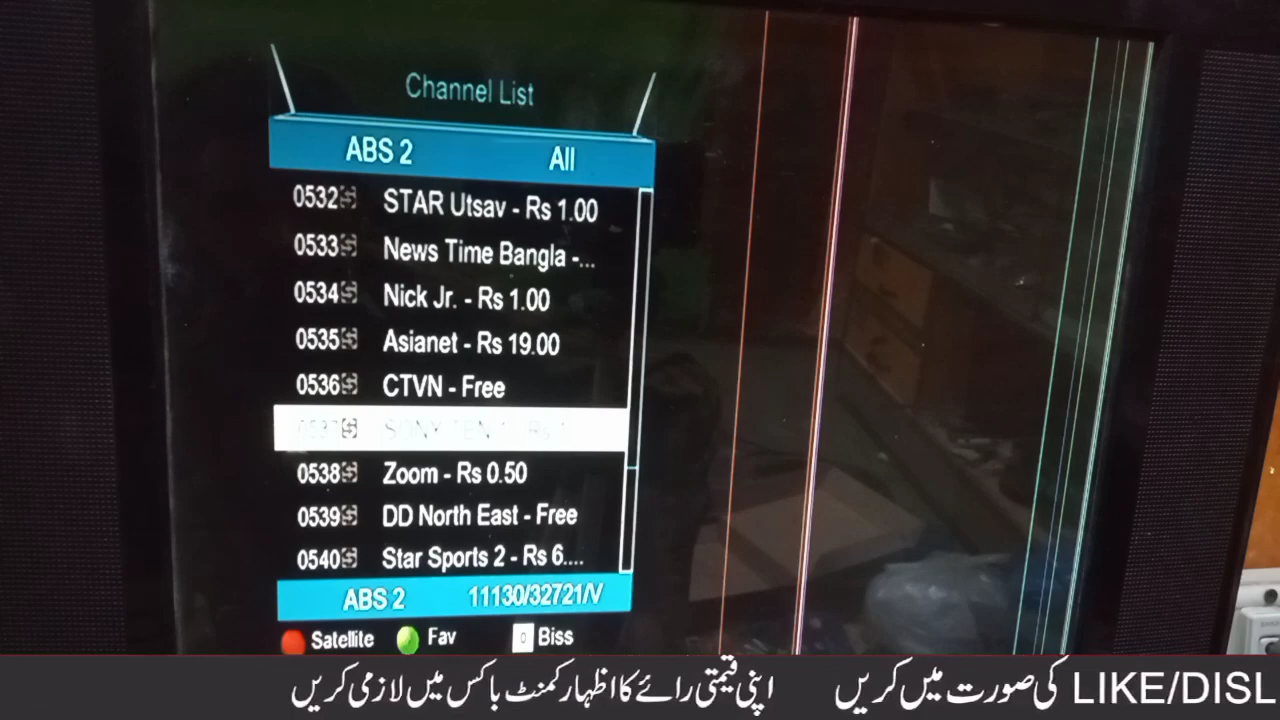 Channel List
ABS 2 All
0532 STAR Utsav - Rs 1.00
0533 News Time Bangla -...
0534 Nick Jr. - Rs 1.00
0535 Asianet - Rs 19.00
0536 CTVN - Free
0537 SONY TEN
0538 Zoom - Rs 0.50
0539 DD North East - Free
0540 Star Sports 2 - Rs 6....
ABS 2 11130/32721/V
Satellite Fav 0 Biss
اپنی قیمتی رائے کا اظہار کمنٹ باکس میں لازمی کریں LIKE/DISL کی صورت میں کریں